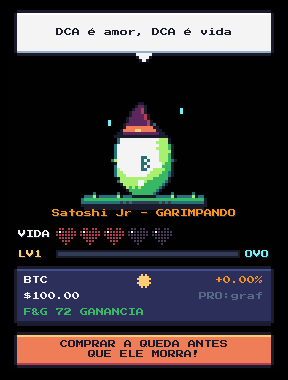 DCA é amor, DCA é vida
B
Satoshi Jr - GARIMPANDO
VIDA
LV1 OVO
BTC +0.00%
$100.00 PRO:graf
F&G 72 GANANCIA
COMPRAR A QUEDA ANTES
QUE ELE MORRA!